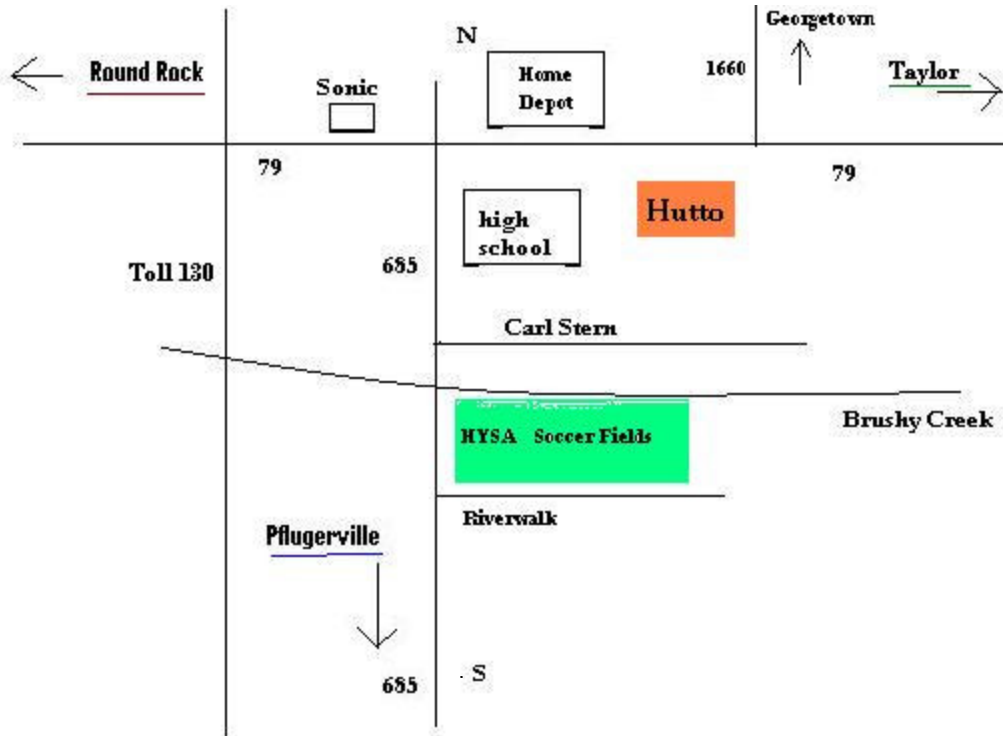 Georgetown
N
Round Rock
Sonic
Home
Depot
1660
Taylor
79
79
high
school
Hutto
Toll 130
685
Carl Stern
Brushy Creek
HYSA Soccer Fields
Riverwalk
Pflugerville
685
S